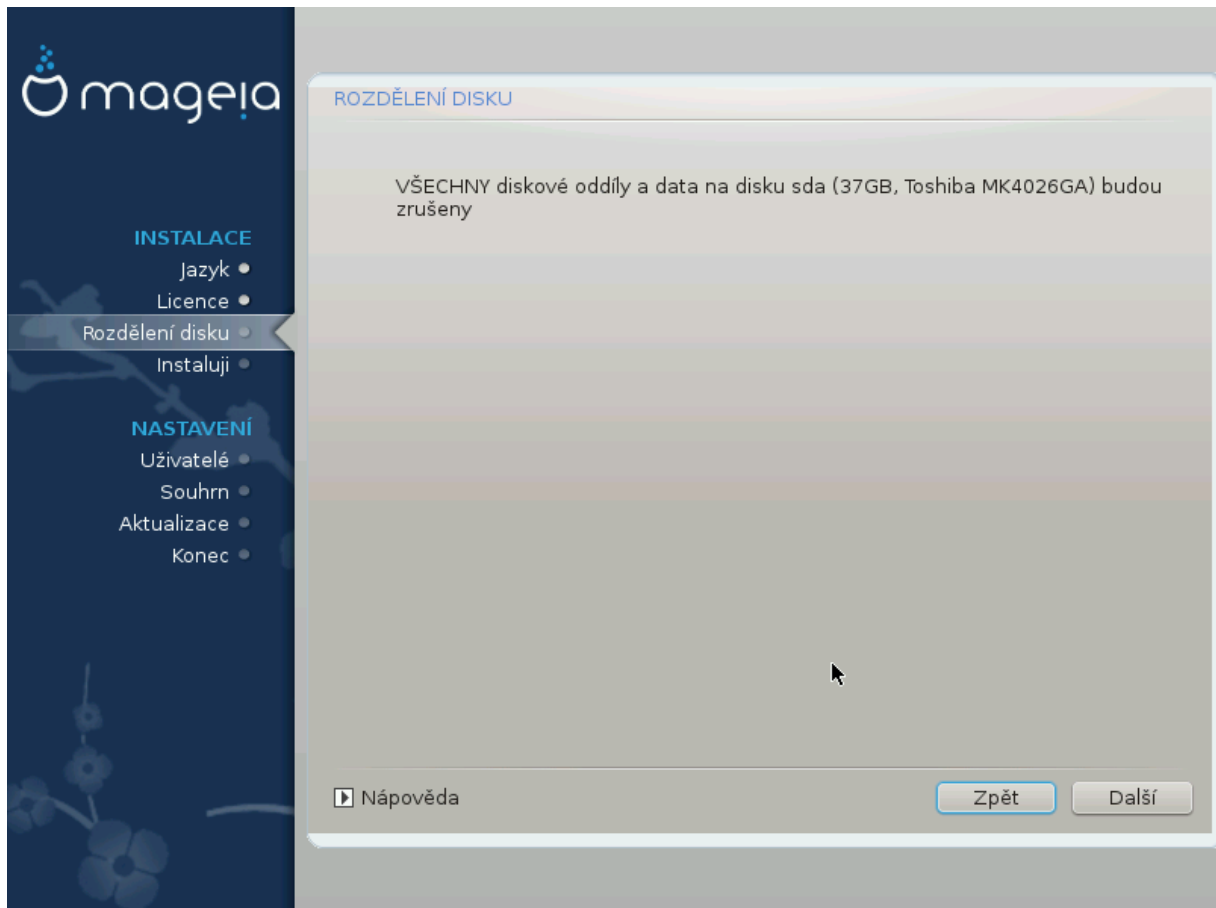 mageia
INSTALACE
Jazyk
Licence
Rozdělení disku
Instaluji
NASTAVENÍ
Uživatelé
Souhrn
Aktualizace
Konec
ROZDĚLENÍ DISKU
VŠECHNY diskové oddíly a data na disku sda (37GB, Toshiba MK4026GA) budou
zrušeny
Nápověda
Zpět
Další